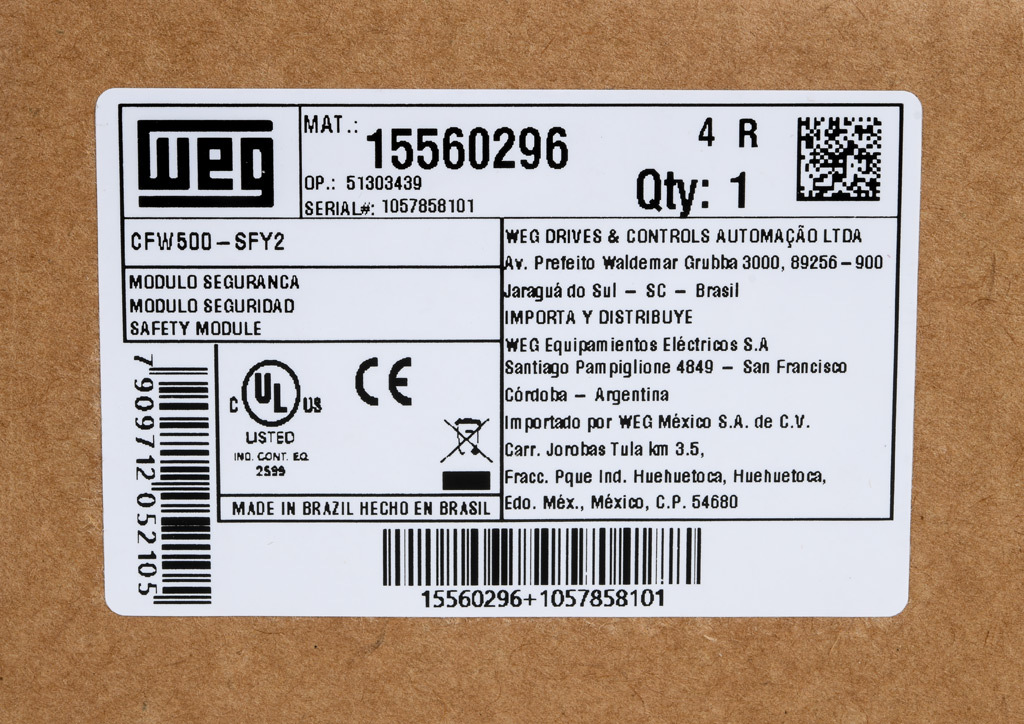 weg
MAT.: 15560296
4 R
OP.: 51303439
SERIAL#: 1057858101
Qty: 1
CFW500-SFY2
MODULO SEGURANCA
MODULO SEGURIDAD
SAFETY MODULE
WEG DRIVES & CONTROLS AUTOMAÇÃO LTDA
Av. Prefeito Waldemar Grubba 3000, 89256-900
Jaraguá do Sul - SC - Brasil
IMPORTA Y DISTRIBUYE
WEG Equipamientos Eléctricos S.A
Santiago Pampiglione 4849 - San Francisco
Córdoba - Argentina
Importado por WEG México S.A. de C.V.
Carr. Jorobas Tula km 3.5,
Fracc. Pque Ind. Huehuetoca, Huehuetoca,
Edo. Méx., México, C.P. 54680
7 909712 052105
C UL US
LISTED
IND. CONT. EQ.
2S99
CE
MADE IN BRAZIL HECHO EN BRASIL
15560296+1057858101